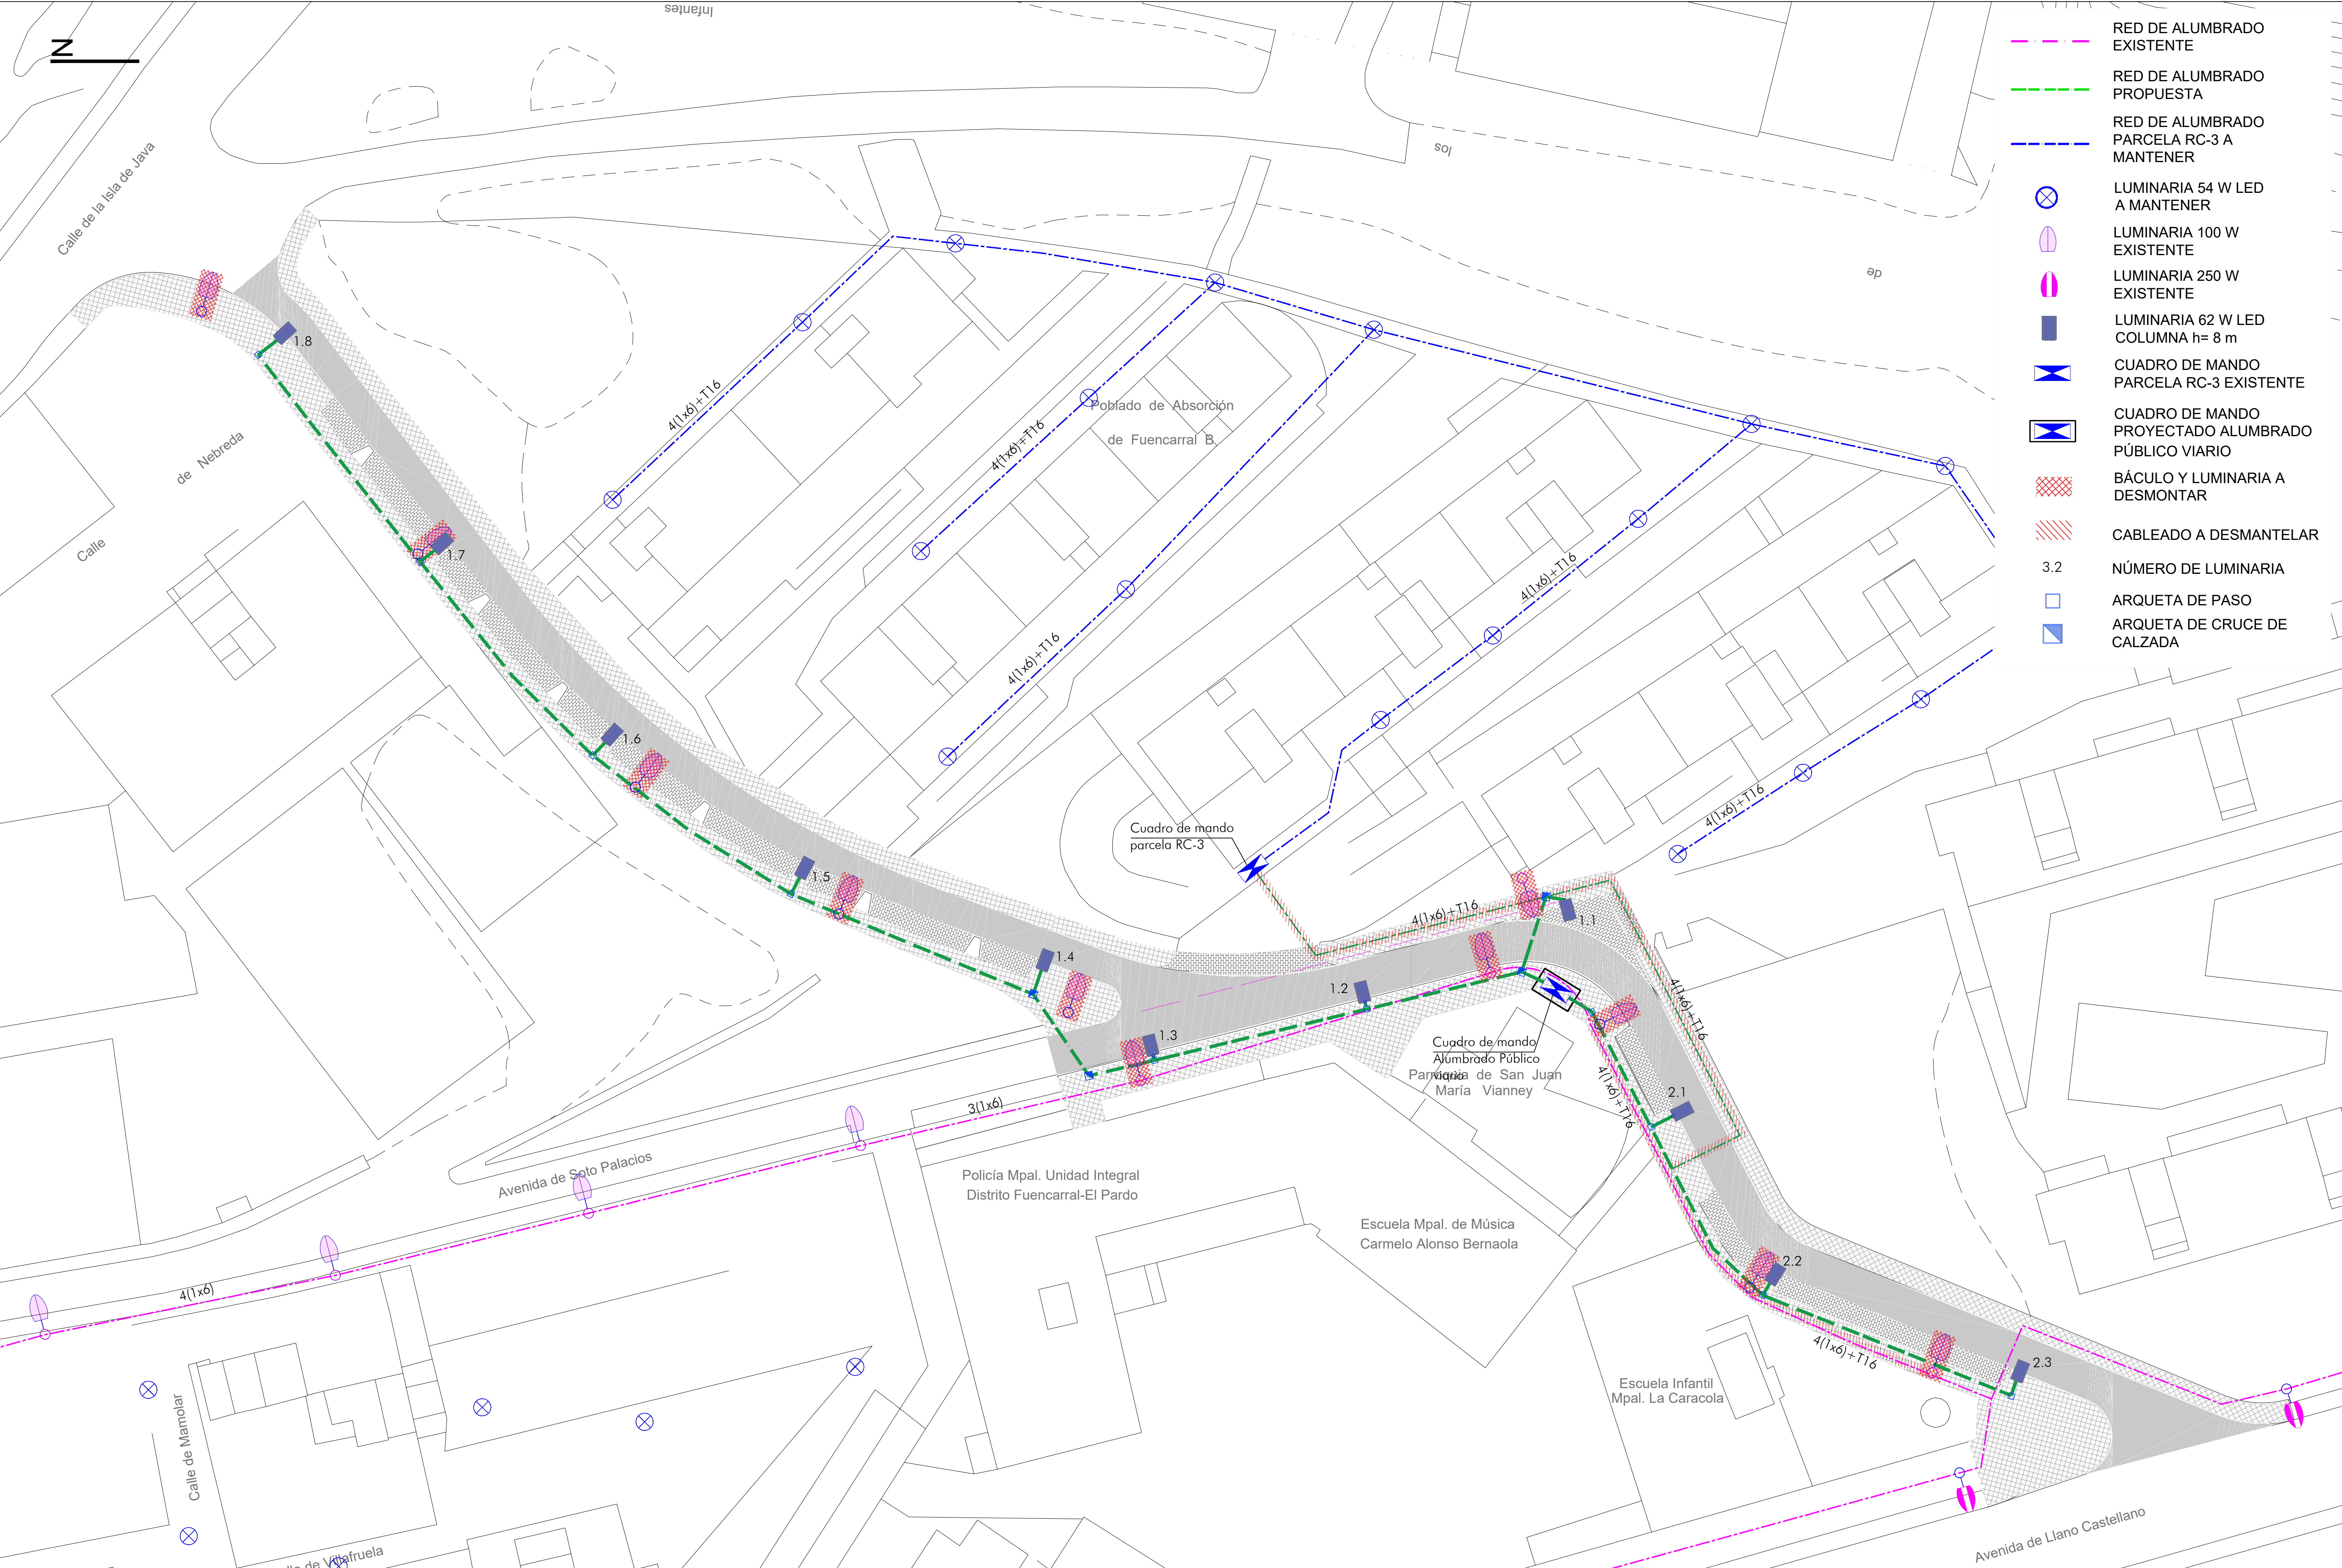 Infantes
N
los
de
Calle de la Isla de Java
RED DE ALUMBRADO
EXISTENTE
RED DE ALUMBRADO
PROPUESTA
RED DE ALUMBRADO
PARCELA RC-3 A
MANTENER
LUMINARIA 54 W LED
A MANTENER
LUMINARIA 100 W
EXISTENTE
LUMINARIA 250 W
EXISTENTE
LUMINARIA 62 W LED
COLUMNA h= 8 m
CUADRO DE MANDO
PARCELA RC-3 EXISTENTE
CUADRO DE MANDO
PROYECTADO ALUMBRADO
PÚBLICO VIARIO
BÁCULO Y LUMINARIA A
DESMONTAR
CABLEADO A DESMANTELAR
3.2
NÚMERO DE LUMINARIA
ARQUETA DE PASO
ARQUETA DE CRUCE DE
CALZADA
1.8
4(1x6)+T16
Poblado de Absorción
de Fuencarral B
4(1x6)+T16
Calle de Nebreda
1.7
4(1x6)+T16
4(1x6)+T16
1.6
4(1x6)+T16
Cuadro de mando
parcela RC-3
1.5
4(1x6)+T16
1.1
1.4
1.2
4(1x6)+T16
1.3
Cuadro de mando
Alumbrado Público
viario
Parroquia de San Juan
María Vianney
4(1x6)+T16
2.1
3(1x6)
Avenida de Soto Palacios
Policía Mpal. Unidad Integral
Distrito Fuencarral-El Pardo
Escuela Mpal. de Música
Carmelo Alonso Bernaola
2.2
4(1x6)
4(1x6)+T16
2.3
Escuela Infantil
Mpal. La Caracola
Calle de Mamolar
Calle de Villafruela
Avenida de Llano Castellano